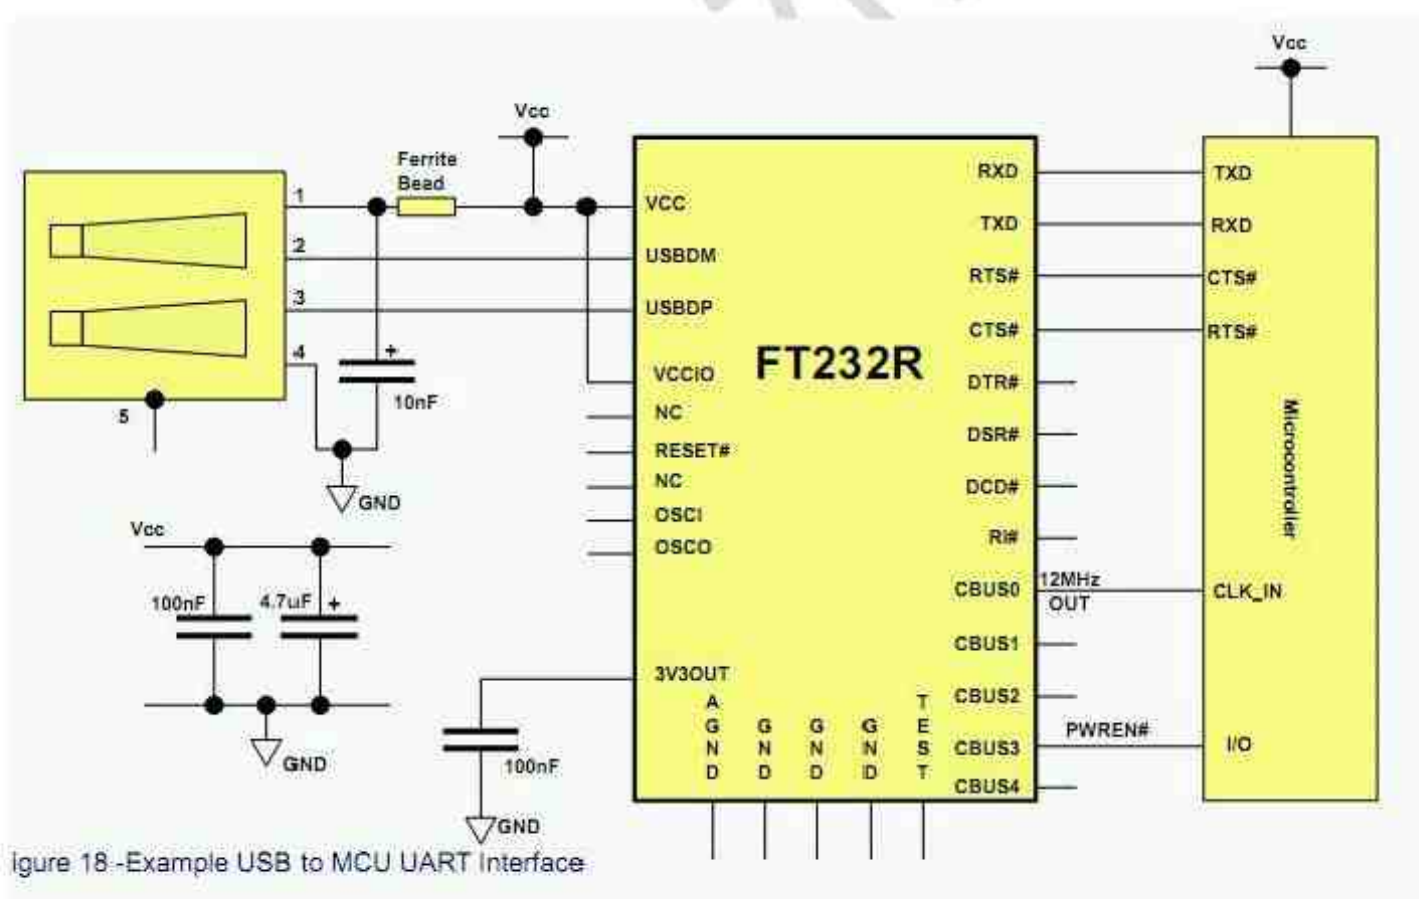 Vcc
Vcc
Ferrite
Bead
1
2
3
4
5
+
10nF
GND
Vcc
100nF
4.7uF
+
GND
VCC
USBDM
USBDP
VCCIO
NC
RESET#
NC
OSCI
OSCO
3V3OUT
100nF
GND
FT232R
AGND
GND
GND
GND
TEST
RXD
TXD
RTS#
CTS#
DTR#
DSR#
DCD#
RI#
CBUS0
CBUS1
CBUS2
CBUS3
CBUS4
12MHz
OUT
PWREN#
TXD
RXD
CTS#
RTS#
Microcontroller
CLK_IN
I/O
igure 18 -Example USB to MCU UART Interface